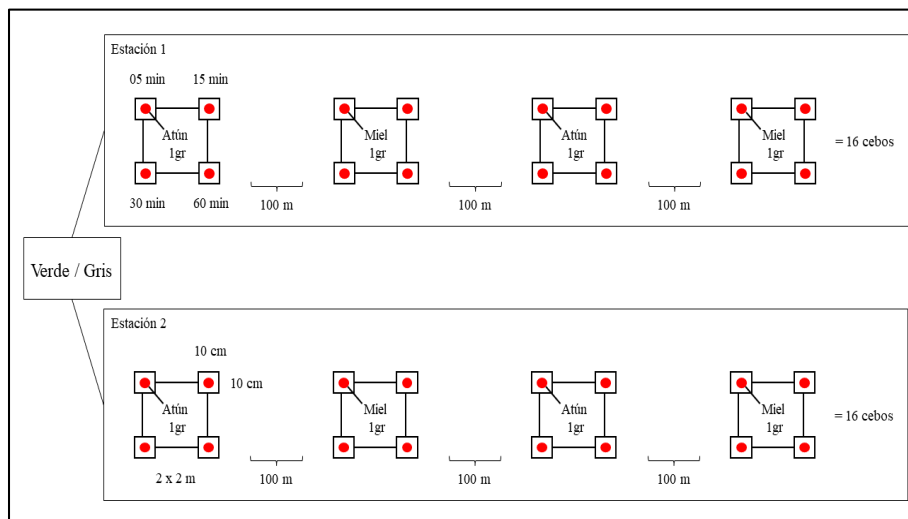 Estación 1
05 min 15 min
Atún
1gr
Miel
1gr
Atún
1gr
Miel
1gr
= 16 cebos
30 min 60 min
100 m 100 m 100 m
Verde / Gris
Estación 2
10 cm
10 cm
Atún
1gr
Miel
1gr
Atún
1gr
Miel
1gr
= 16 cebos
2 x 2 m
100 m 100 m 100 m